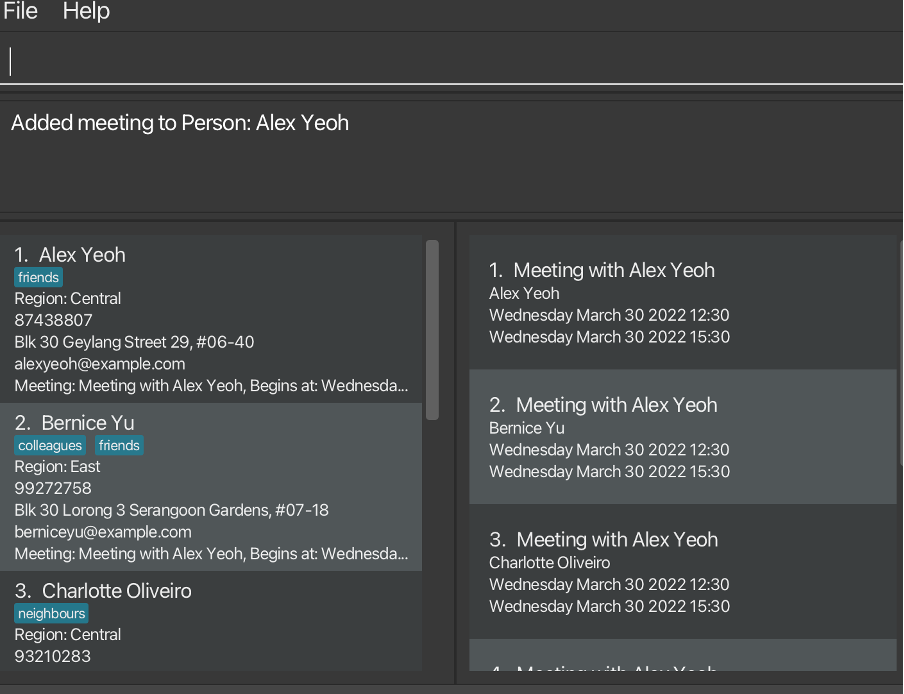 File Help
Added meeting to Person: Alex Yeoh
1. Alex Yeoh
friends
Region: Central
87438807
Blk 30 Geylang Street 29, #06-40
alexyeoh@example.com
Meeting: Meeting with Alex Yeoh, Begins at: Wednesda...
2. Bernice Yu
colleagues friends
Region: East
99272758
Blk 30 Lorong 3 Serangoon Gardens, #07-18
berniceyu@example.com
Meeting: Meeting with Alex Yeoh, Begins at: Wednesda...
3. Charlotte Oliveiro
neighbours
Region: Central
93210283
1. Meeting with Alex Yeoh
Alex Yeoh
Wednesday March 30 2022 12:30
Wednesday March 30 2022 15:30
2. Meeting with Alex Yeoh
Bernice Yu
Wednesday March 30 2022 12:30
Wednesday March 30 2022 15:30
3. Meeting with Alex Yeoh
Charlotte Oliveiro
Wednesday March 30 2022 12:30
Wednesday March 30 2022 15:30
4. Meeting with Alex Yeoh